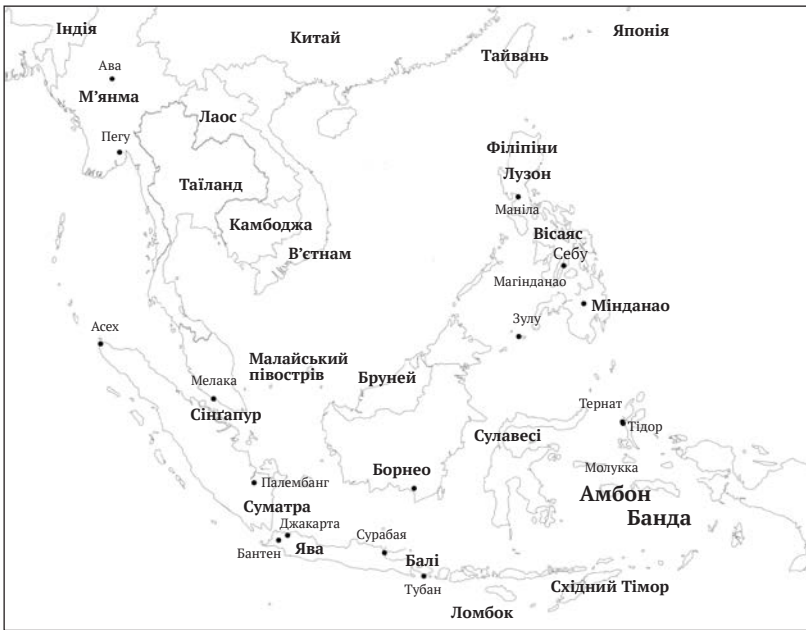 Індія
Китай
Японія
Тайвань
Ава
М’янма
Лаос
Пегу
Філіпіни
Лузон
Таїланд
Маніла
Камбоджа
Вісаяс
В’єтнам
Себу
Магінданао
Мінданао
Асех
Зулу
Малайський
півострів
Бруней
Мелака
Сінґапур
Тернат
Тідор
Сулавесі
Молукка
Борнео
Палембанг
Амбон
Суматра
Банда
Джакарта
Сурабая
Бантен
Ява
Балі
Тубан
Східний Тімор
Ломбок